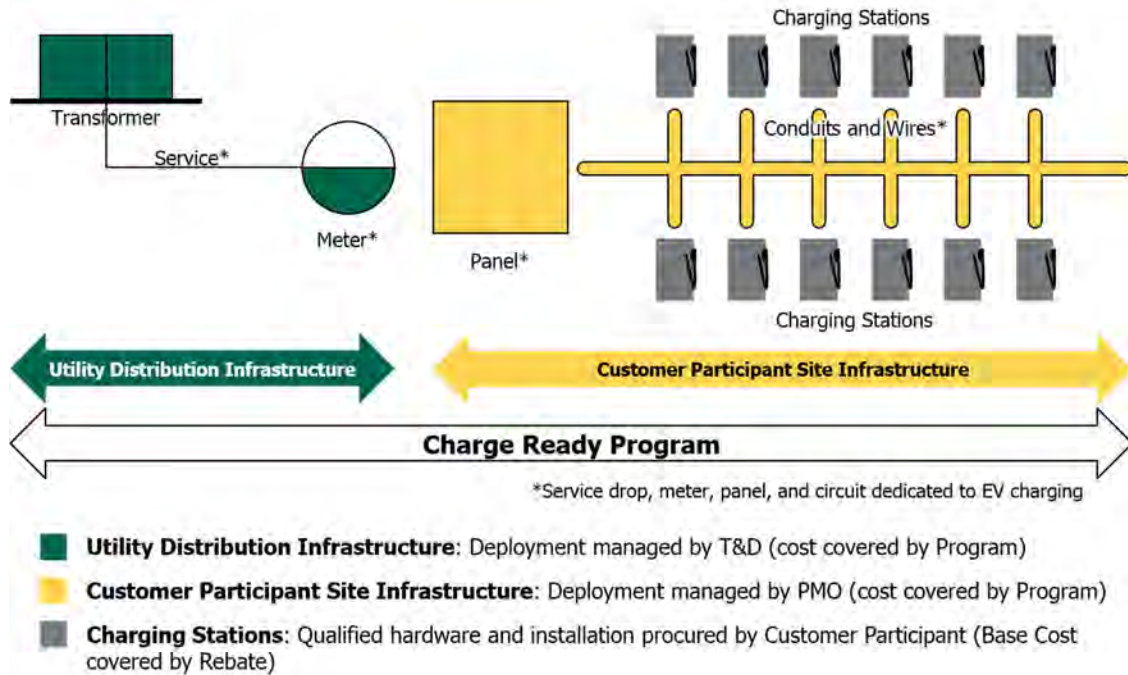 Charging Stations
Transformer
Conduits and Wires*
Service*
Meter*
Panel*
Charging Stations
Utility Distribution Infrastructure
Customer Participant Site Infrastructure
Charge Ready Program
*Service drop, meter, panel, and circuit dedicated to EV charging
Utility Distribution Infrastructure: Deployment managed by T&D (cost covered by Program)
Customer Participant Site Infrastructure: Deployment managed by PMO (cost covered by Program)
Charging Stations: Qualified hardware and installation procured by Customer Participant (Base Cost
covered by Rebate)